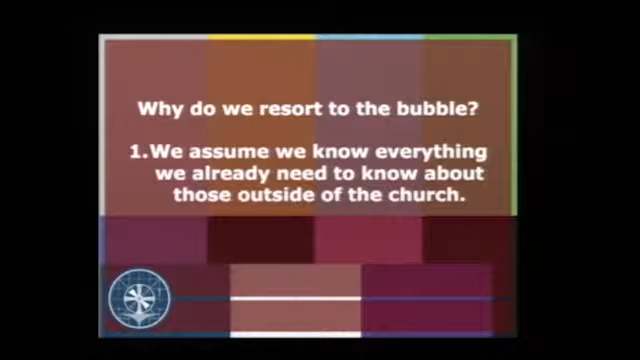 Why do we resort to the bubble?
1.We assume we know everything
we already need to know about
those outside of the church.